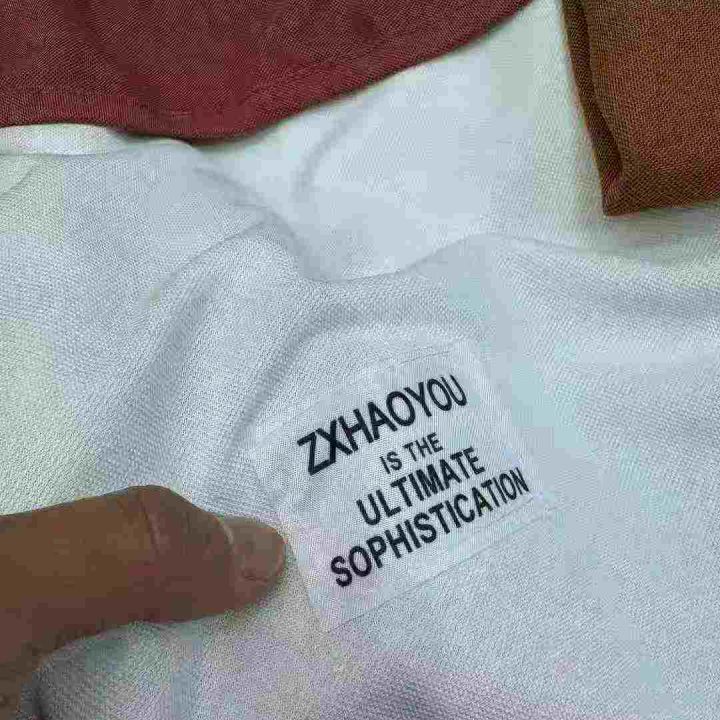 ZXHAOYOU
IS THE
ULTIMATE
SOPHISTICATION